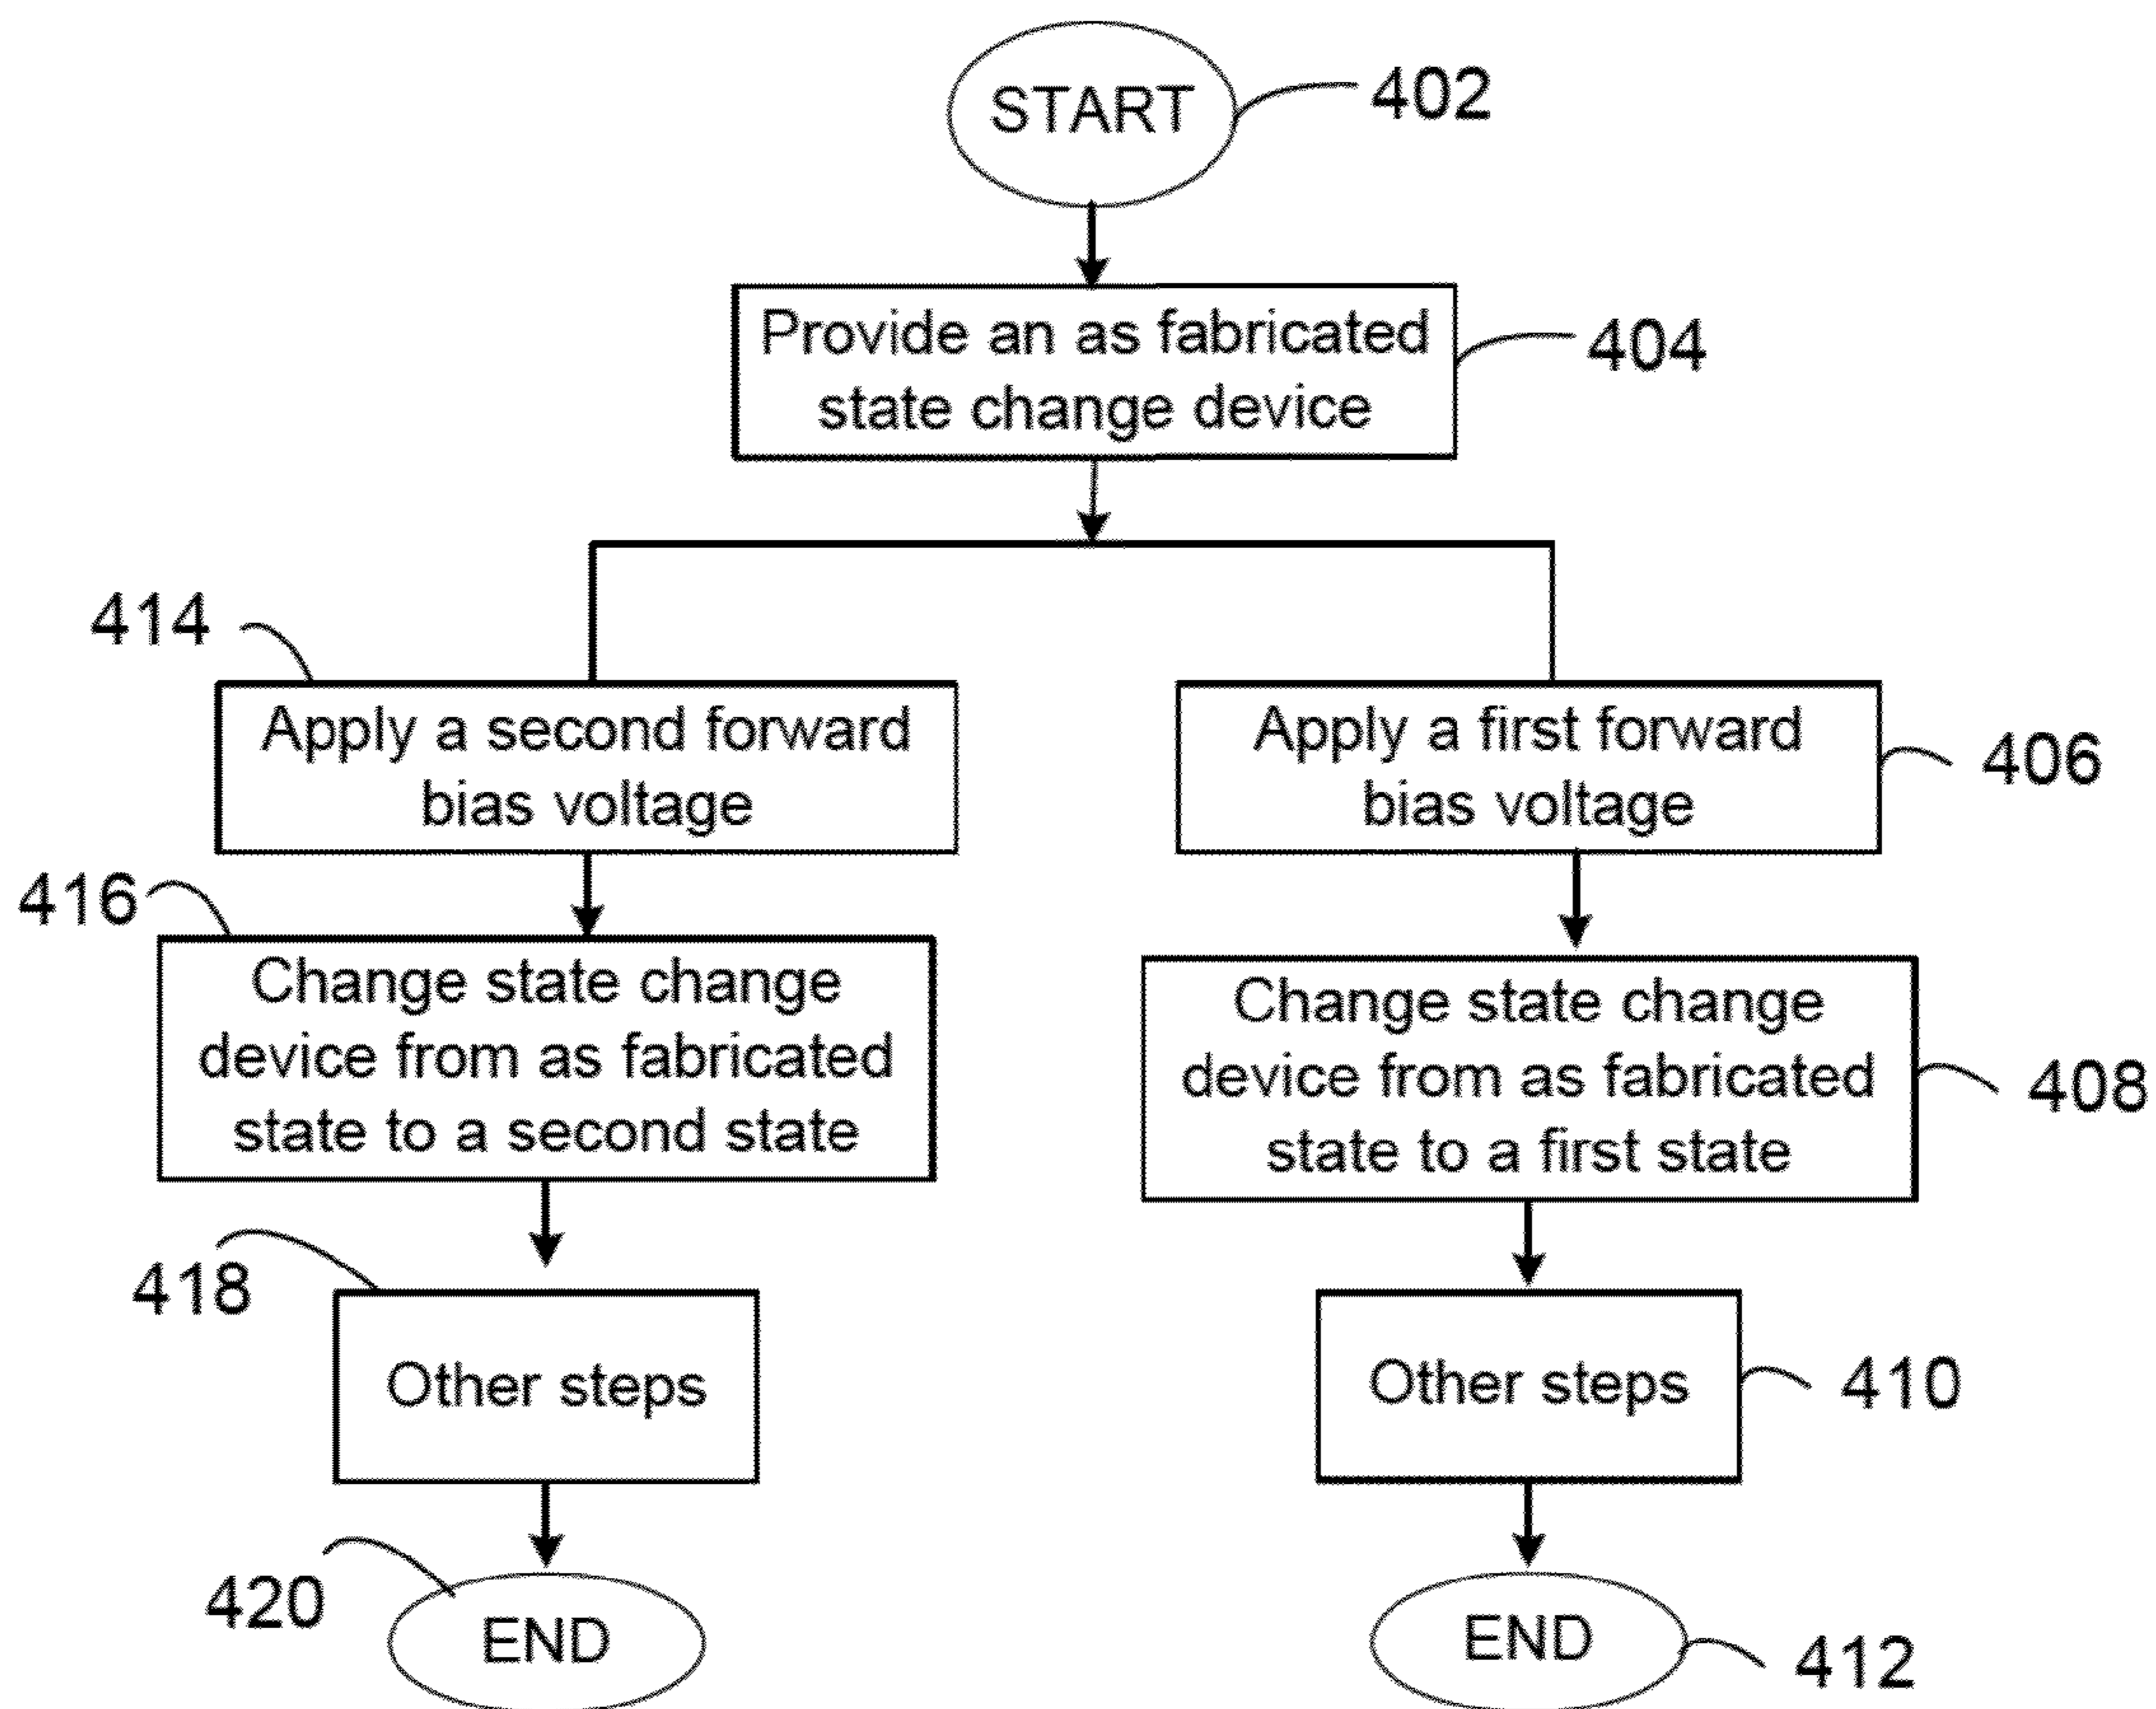 START
402
Provide an as fabricated
state change device
404
414
Apply a second forward
bias voltage
Apply a first forward
bias voltage
406
416
Change state change
device from as fabricated
state to a second state
Change state change
device from as fabricated
state to a first state
408
418
Other steps
Other steps
410
420
END
END
412